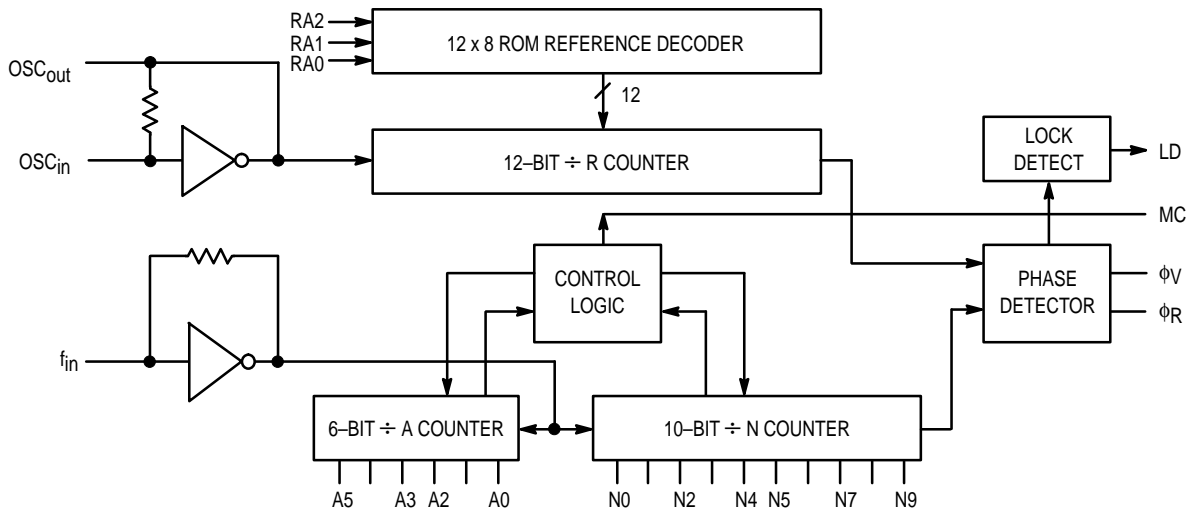 RA2
RA1
RA0
12 x 8 ROM REFERENCE DECODER
OSCout
12
OSCin
12–BIT ÷ R COUNTER
LOCK
DETECT
LD
MC
CONTROL
LOGIC
PHASE
DETECTOR
ϕV
ϕR
fin
6–BIT ÷ A COUNTER
10–BIT ÷ N COUNTER
A5 A3 A2 A0 N0 N2 N4 N5 N7 N9